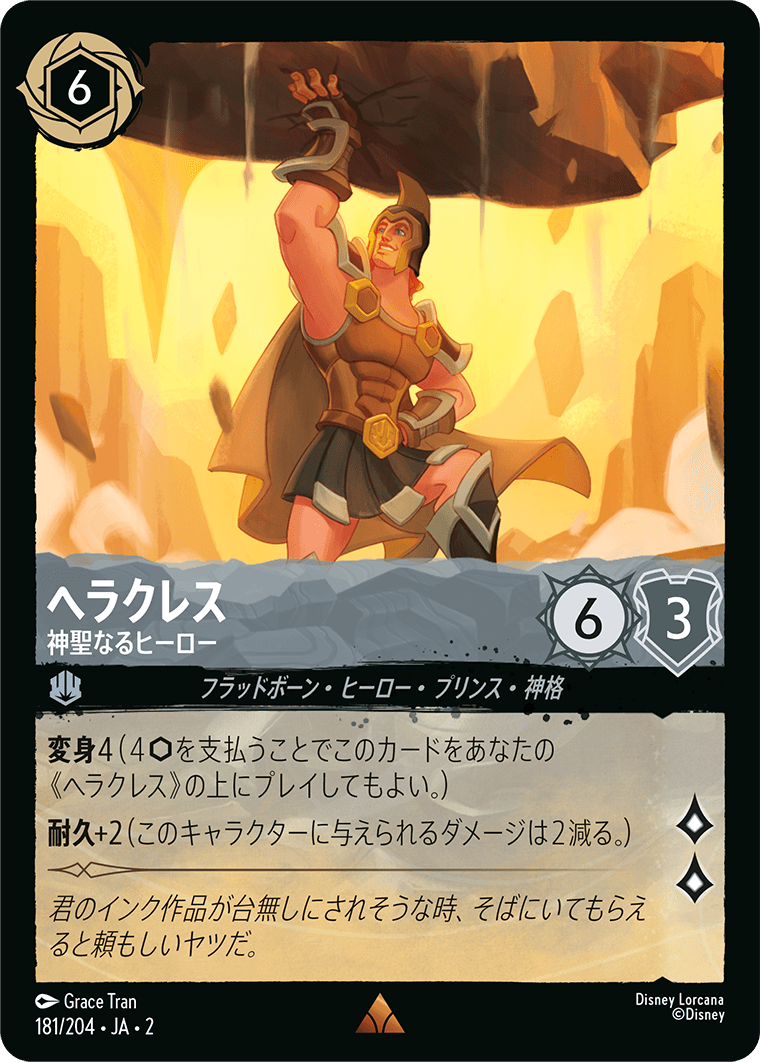 6
ヘラクレス
神聖なるヒーロー
6
3
フラッドボーン・ヒーロー・プリンス・神格
変身4(4⬡を支払うことでこのカードをあなたの
《ヘラクレス》の上にプレイしてもよい。)
耐久+2(このキャラクターに与えられるダメージは2減る。)
君のインク作品が台無しにされそうな時、そばにいてもらえ
ると頼もしいヤツだ。
Grace Tran
181/204・JA・2
Disney Lorcana
©Disney